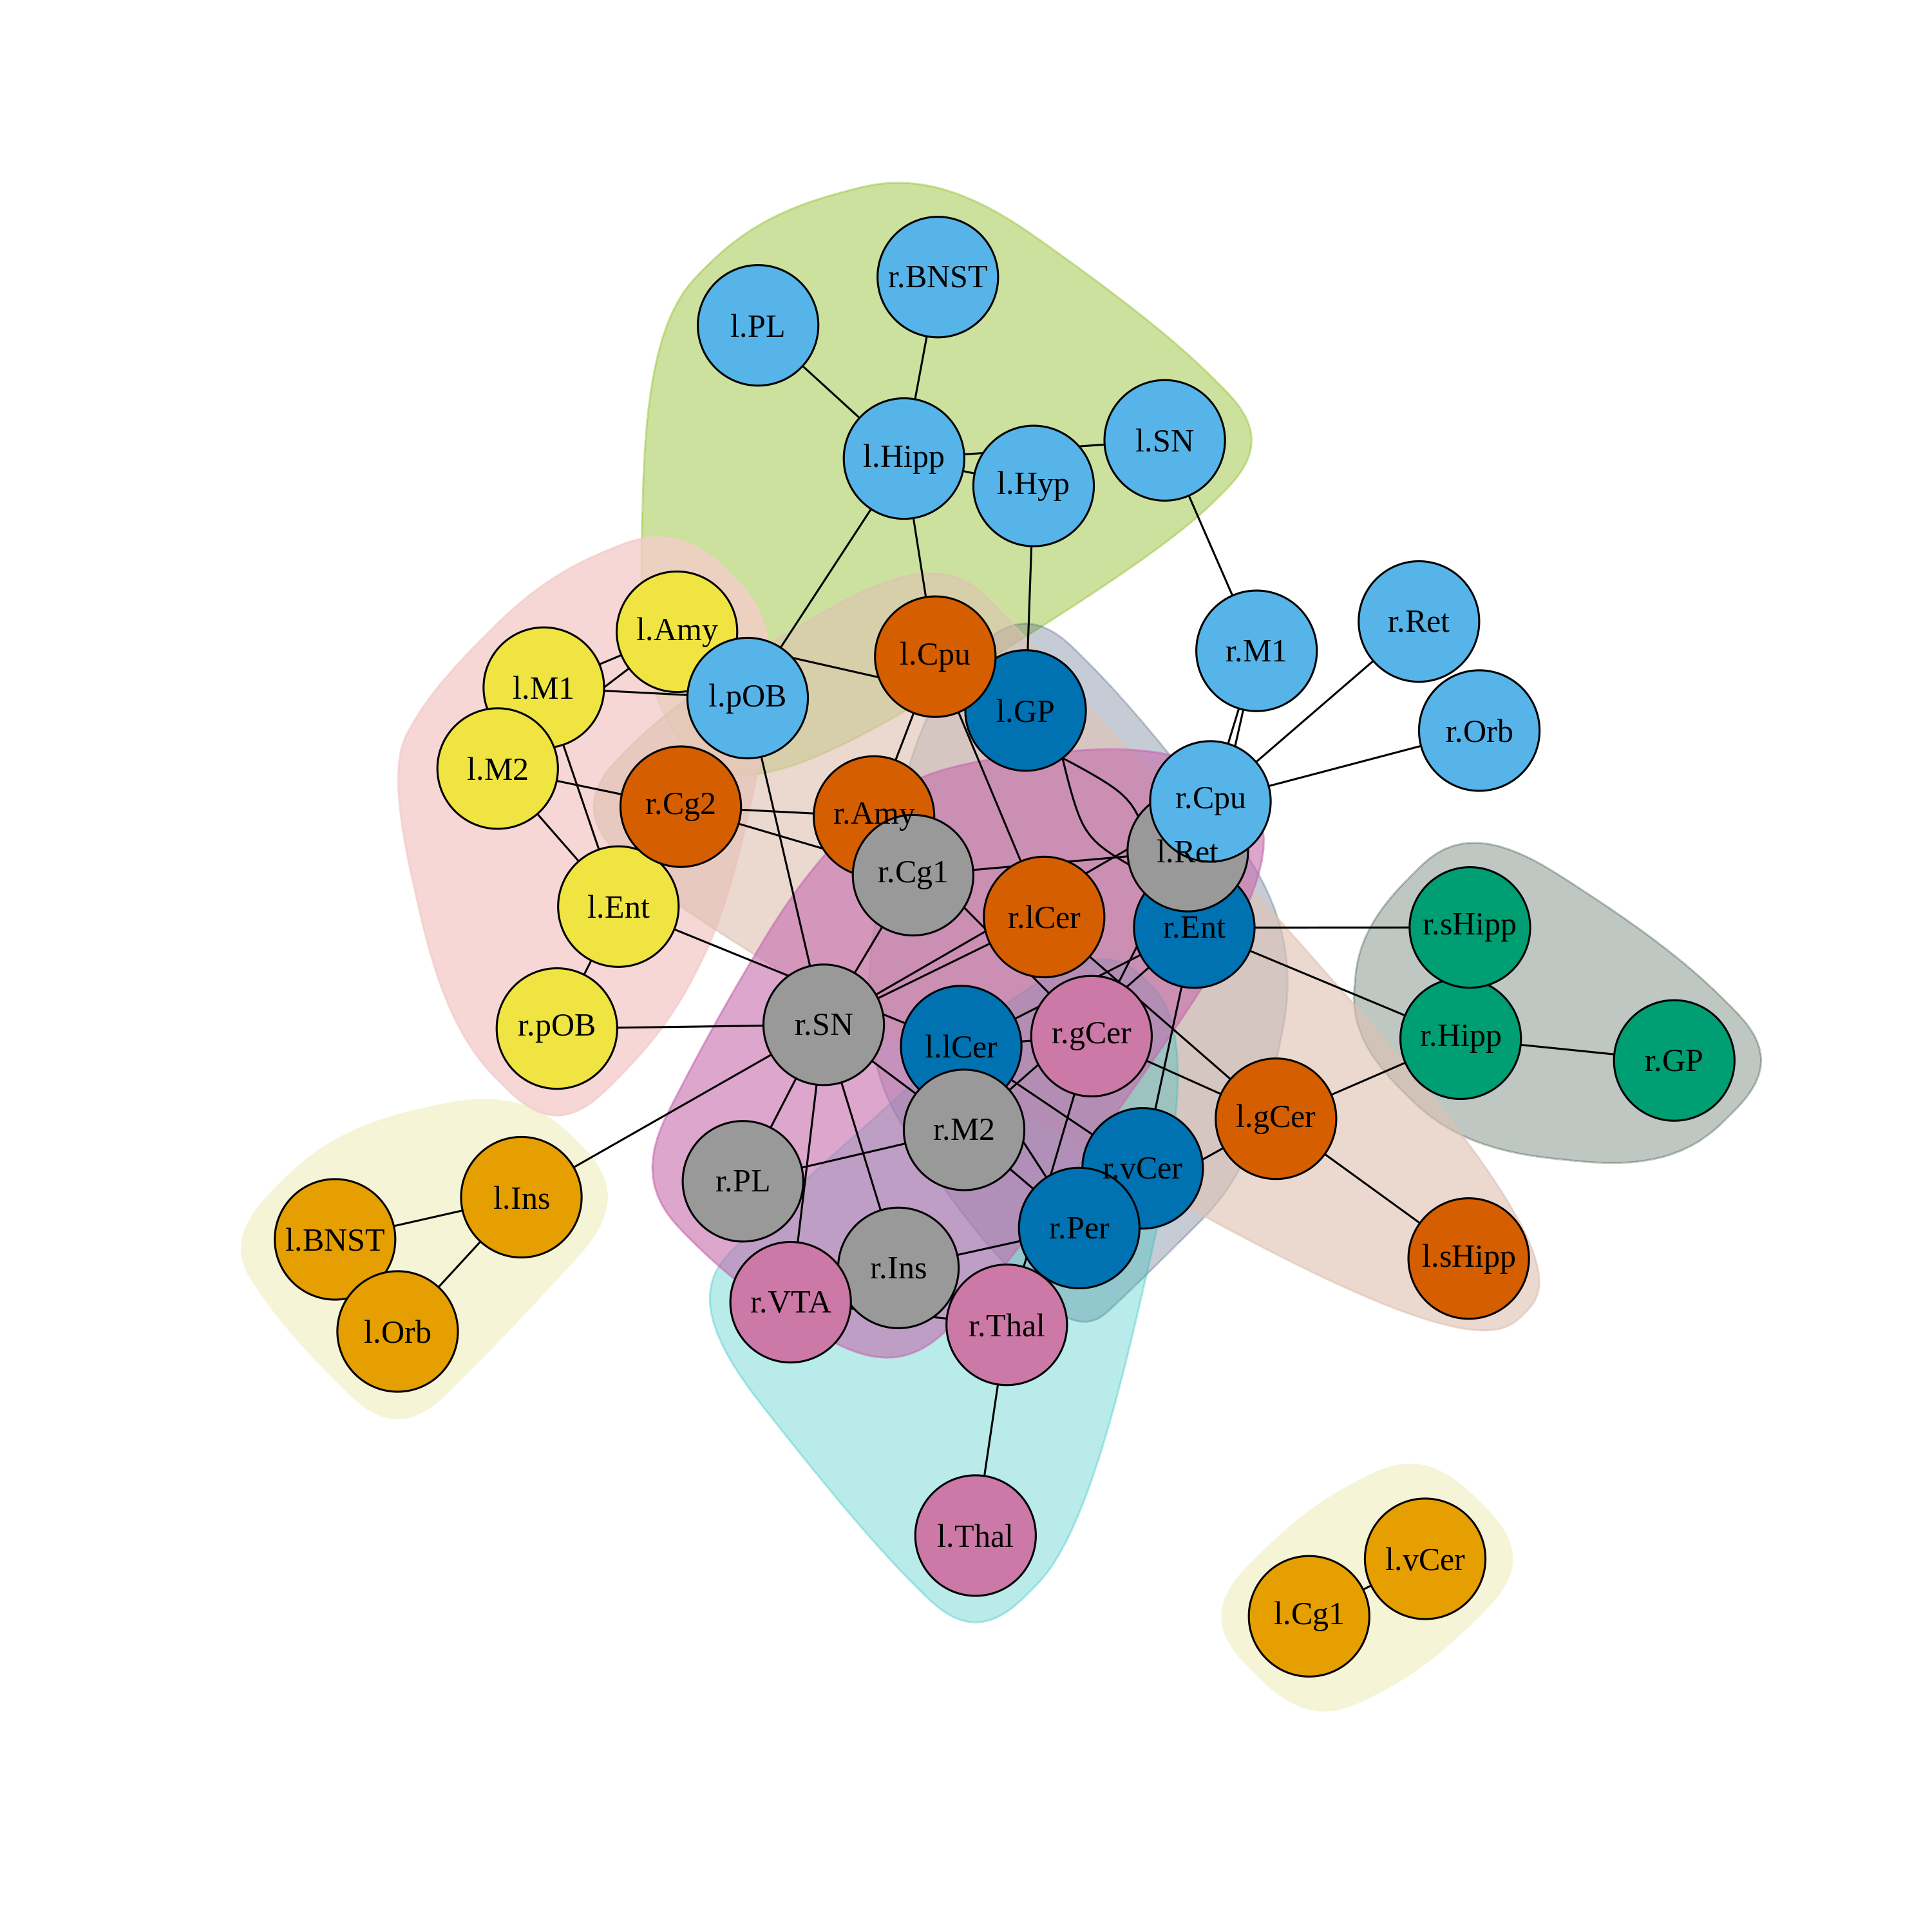 r.BNST
l.PL
l.SN
l.Hipp
l.Hyp
r.Ret
l.Amy
r.M1
l.Cpu
l.M1
l.pOB
l.GP
r.Orb
l.M2
r.Cpu
r.Cg2
r.Amy
l.Ret
r.Cg1
l.Ent
r.lCer
r.Ent
r.sHipp
r.pOB
r.SN
r.gCer
r.Hipp
l.lCer
r.GP
l.gCer
r.M2
r.vCer
r.PL
l.Ins
r.Per
l.BNST
l.sHipp
r.Ins
r.VTA
r.Thal
l.Orb
l.Thal
l.vCer
l.Cg1